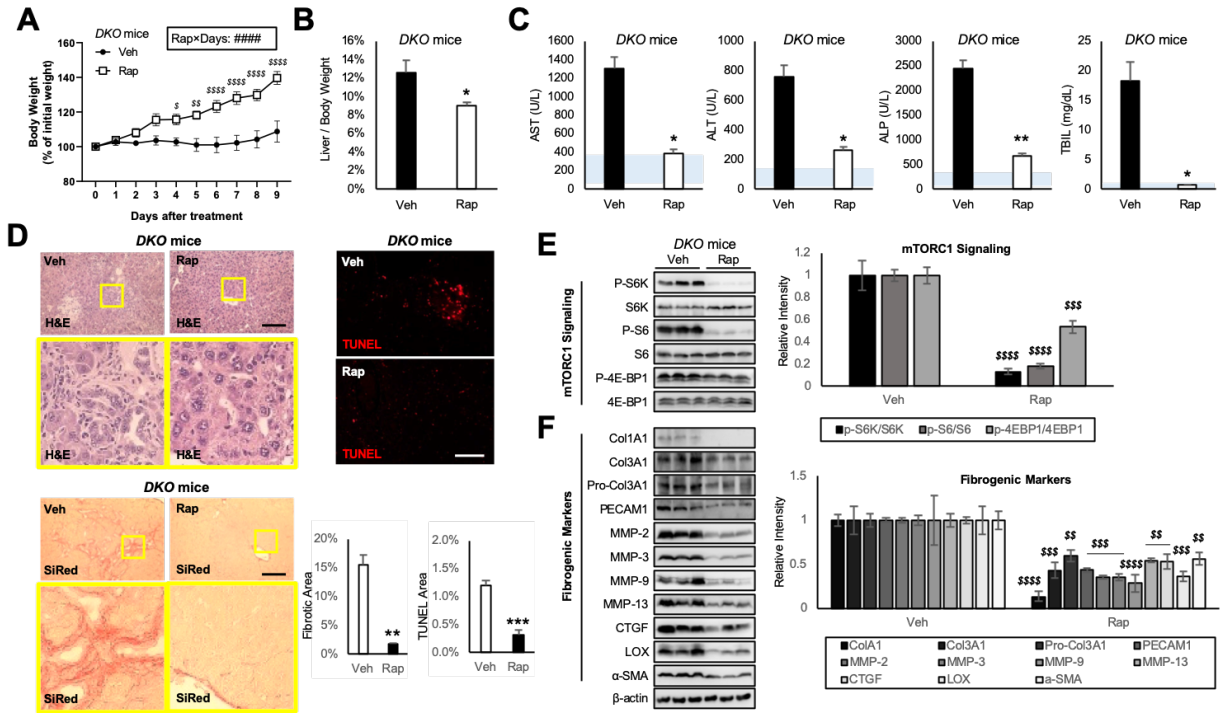 A
DKO mice
Veh
Rap
Rap×Days: ####
160
140
120
100
80
Body Weight
(% of initial weight)
$
$$
$$$$
$$$$
$$$$
$$$$
0 1 2 3 4 5 6 7 8 9
Days after treatment
B
DKO mice
16%
14%
12%
10%
8%
6%
4%
2%
0%
Liver / Body Weight
*
Veh Rap
C
DKO mice
1600
1400
1200
1000
800
600
400
200
0
AST (U/L)
*
Veh Rap
DKO mice
1000
800
600
400
200
0
ALT (U/L)
*
Veh Rap
DKO mice
3000
2500
2000
1500
1000
500
0
ALP (U/L)
**
Veh Rap
DKO mice
25
20
15
10
5
0
TBIL (mg/dL)
*
Veh Rap
D
DKO mice
Veh
H&E
Rap
H&E
H&E
H&E
DKO mice
Veh
TUNEL
Rap
TUNEL
DKO mice
Veh
SiRed
Rap
SiRed
SiRed
SiRed
20%
15%
10%
5%
0%
Fibrotic Area
**
Veh Rap
2.0%
1.5%
1.0%
0.5%
0.0%
TUNEL Area
***
Veh Rap
E
DKO mice
Veh Rap
mTORC1 Signaling
P-S6K
S6K
P-S6
S6
P-4E-BP1
4E-BP1
mTORC1 Signaling
1.2
1
0.8
0.6
0.4
0.2
0
Relative Intensity
$$$$ $$$$ $$$
Veh Rap
p-S6K/S6K p-S6/S6 p-4EBP1/4EBP1
F
Fibrogenic Markers
Col1A1
Col3A1
Pro-Col3A1
PECAM1
MMP-2
MMP-3
MMP-9
MMP-13
CTGF
LOX
α-SMA
β-actin
Fibrogenic Markers
1.5
1
0.5
0
Relative Intensity
$$$$ $$$ $$ $$$ $$$$ $$ $$$ $$
Veh Rap
ColA1 Col3A1 Pro-Col3A1 PECAM1
MMP-2 MMP-3 MMP-9 MMP-13
CTGF LOX a-SMA